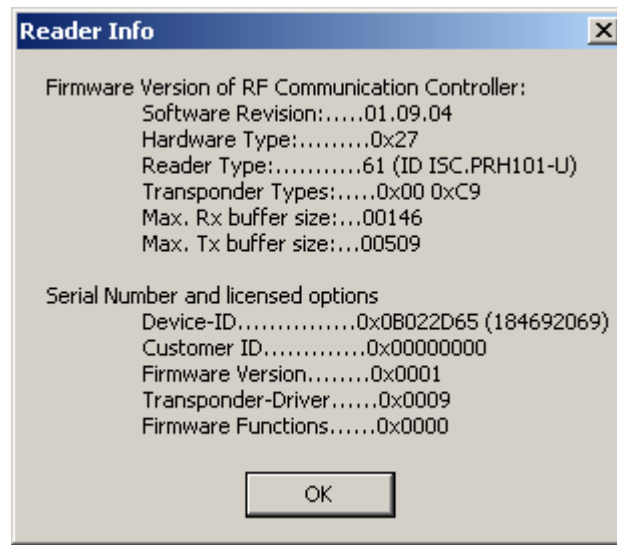 Reader Info
Firmware Version of RF Communication Controller:
Software Revision:.....01.09.04
Hardware Type:.........0x27
Reader Type:...........61 (ID ISC.PRH101-U)
Transponder Types:.....0x00 0xC9
Max. Rx buffer size:...00146
Max. Tx buffer size:...00509
Serial Number and licensed options
Device-ID...............0x0B022D65 (184692069)
Customer ID.............0x00000000
Firmware Version........0x0001
Transponder-Driver......0x0009
Firmware Functions......0x0000
OK